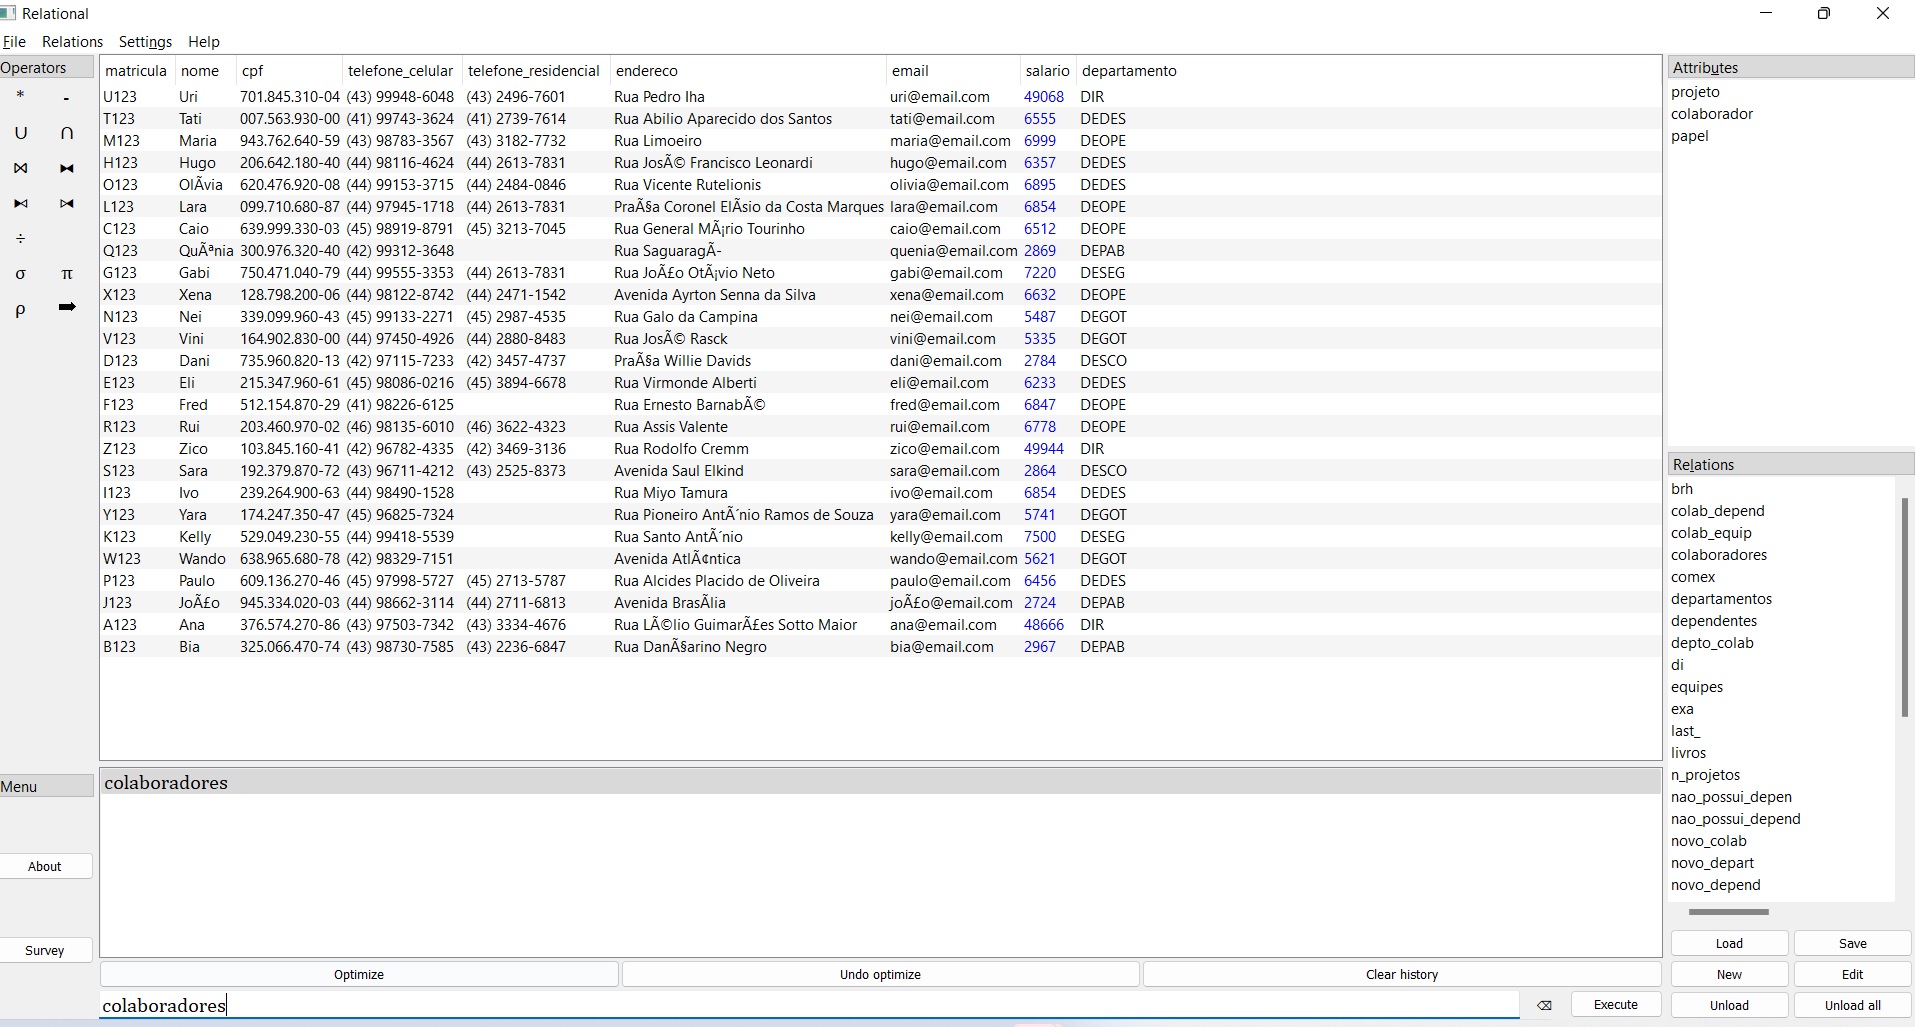 Relational
File Relations Settings Help
Operators
* -
∪ ∩
⋈ ⧓
⧑ ⧒
÷
σ π
ρ ➡
Menu
About
Survey
matricula nome cpf telefone_celular telefone_residencial endereco email salario departamento
U123 Uri 701.845.310-04 (43) 99948-6048 (43) 2496-7601 Rua Pedro Iha uri@email.com 49068 DIR
T123 Tati 007.563.930-00 (41) 99743-3624 (41) 2739-7614 Rua Abilio Aparecido dos Santos tati@email.com 6555 DEDES
M123 Maria 943.762.640-59 (43) 98783-3567 (43) 3182-7732 Rua Limoeiro maria@email.com 6999 DEOPE
H123 Hugo 206.642.180-40 (44) 98116-4624 (44) 2613-7831 Rua JosÃ© Francisco Leonardi hugo@email.com 6357 DEDES
O123 OlÃvia 620.476.920-08 (44) 99153-3715 (44) 2484-0846 Rua Vicente Rutelionis olivia@email.com 6895 DEDES
L123 Lara 099.710.680-87 (44) 97945-1718 (44) 2613-7831 PraÃ§a Coronel ElÃsio da Costa Marques lara@email.com 6854 DEOPE
C123 Caio 639.999.330-03 (45) 98919-8791 (45) 3213-7045 Rua General MÃ¡rio Tourinho caio@email.com 6512 DEOPE
Q123 QuÃªnia 300.976.320-40 (42) 99312-3648 Rua SaguaragÃ- quenia@email.com 2869 DEPAB
G123 Gabi 750.471.040-79 (44) 99555-3353 (44) 2613-7831 Rua JoÃ£o OtÃ¡vio Neto gabi@email.com 7220 DESEG
X123 Xena 128.798.200-06 (44) 98122-8742 (44) 2471-1542 Avenida Ayrton Senna da Silva xena@email.com 6632 DEOPE
N123 Nei 339.099.960-43 (45) 99133-2271 (45) 2987-4535 Rua Galo da Campina nei@email.com 5487 DEGOT
V123 Vini 164.902.830-00 (44) 97450-4926 (44) 2880-8483 Rua JosÃ© Rasck vini@email.com 5335 DEGOT
D123 Dani 735.960.820-13 (42) 97115-7233 (42) 3457-4737 PraÃ§a Willie Davids dani@email.com 2784 DESCO
E123 Eli 215.347.960-61 (45) 98086-0216 (45) 3894-6678 Rua Virmonde Alberti eli@email.com 6233 DEDES
F123 Fred 512.154.870-29 (41) 98226-6125 Rua Ernesto BarnabÃ© fred@email.com 6847 DEOPE
R123 Rui 203.460.970-02 (46) 98135-6010 (46) 3622-4323 Rua Assis Valente rui@email.com 6778 DEOPE
Z123 Zico 103.845.160-41 (42) 96782-4335 (42) 3469-3136 Rua Rodolfo Cremm zico@email.com 49944 DIR
S123 Sara 192.379.870-72 (43) 96711-4212 (43) 2525-8373 Avenida Saul Elkind sara@email.com 2864 DESCO
I123 Ivo 239.264.900-63 (44) 98490-1528 Rua Miyo Tamura ivo@email.com 6854 DEDES
Y123 Yara 174.247.350-47 (45) 96825-7324 Rua Pioneiro AntÃ´nio Ramos de Souza yara@email.com 5741 DEGOT
K123 Kelly 529.049.230-55 (44) 99418-5539 Rua Santo AntÃ´nio kelly@email.com 7500 DESEG
W123 Wando 638.965.680-78 (42) 98329-7151 Avenida AtlÃ¢ntica wando@email.com 5621 DEGOT
P123 Paulo 609.136.270-46 (45) 97998-5727 (45) 2713-5787 Rua Alcides Placido de Oliveira paulo@email.com 6456 DEDES
J123 JoÃ£o 945.334.020-03 (44) 98662-3114 (44) 2711-6813 Avenida BrasÃlia joÃ£o@email.com 2724 DEPAB
A123 Ana 376.574.270-86 (43) 97503-7342 (43) 3334-4676 Rua LÃ©lio GuimarÃ£es Sotto Maior ana@email.com 48666 DIR
B123 Bia 325.066.470-74 (43) 98730-7585 (43) 2236-6847 Rua DanÃ§arino Negro bia@email.com 2967 DEPAB
colaboradores
Optimize Undo optimize Clear history
colaboradores ⌫ Execute
Attributes
projeto
colaborador
papel
Relations
brh
colab_depend
colab_equip
colaboradores
comex
departamentos
dependentes
depto_colab
di
equipes
exa
last_
livros
n_projetos
nao_possui_depen
nao_possui_depend
novo_colab
novo_depart
novo_depend
Load Save
New Edit
Unload Unload all